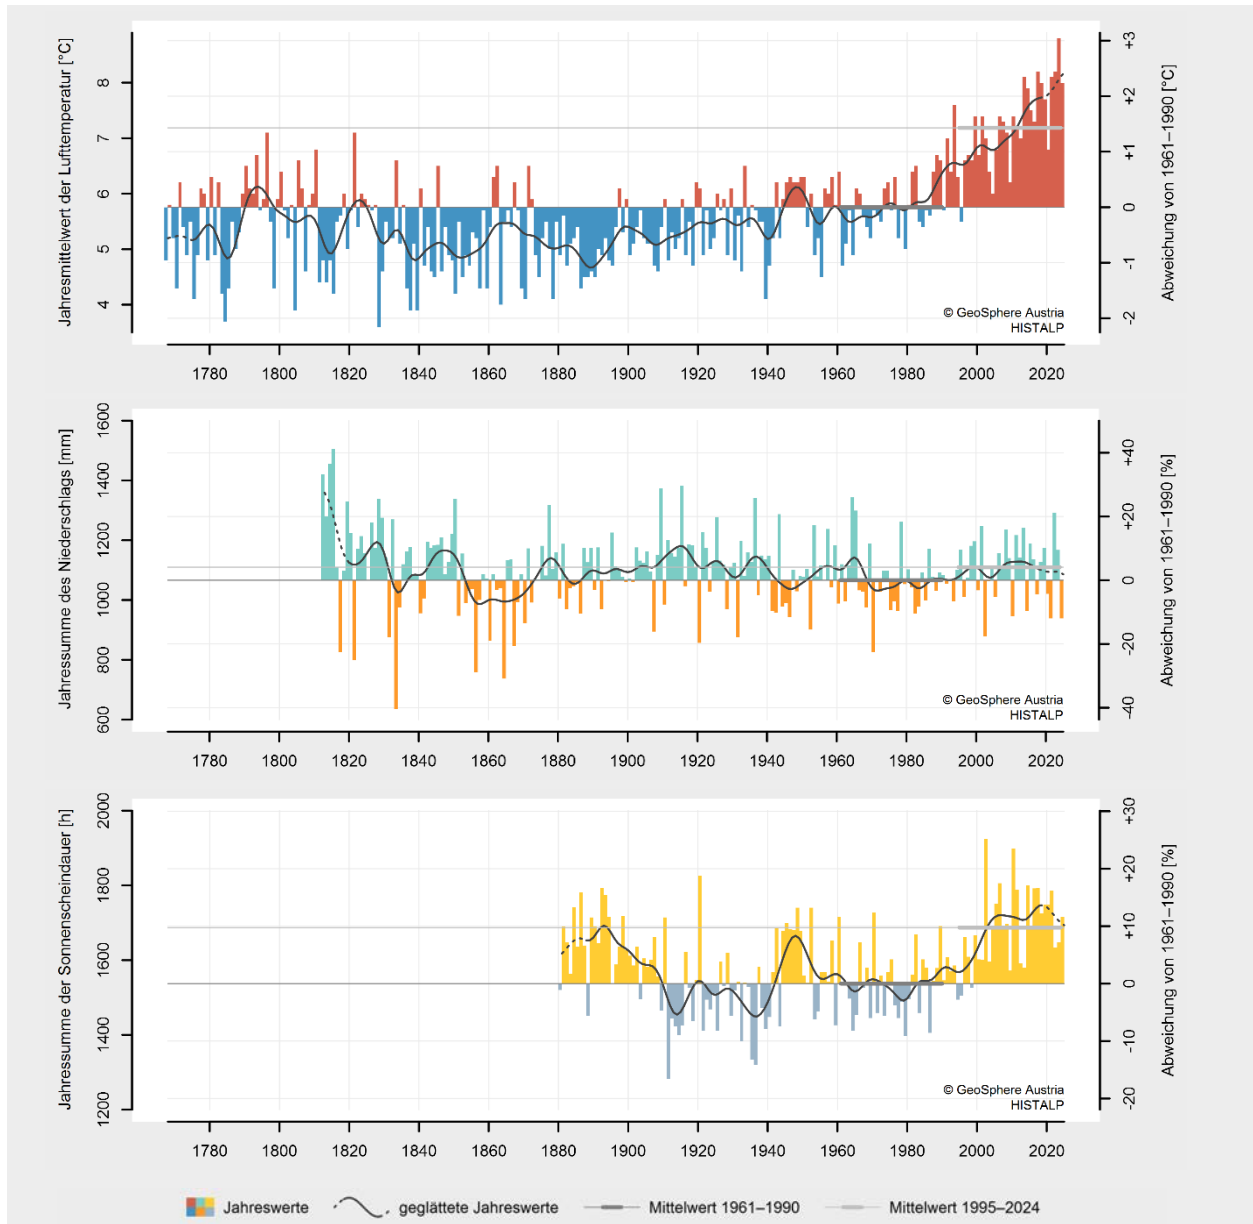 Jahresmittelwert der Lufttemperatur [°C]
8
7
6
5
4
+3
+2
+1
0
-1
-2
Abweichung von 1961–1990 [°C]
© GeoSphere Austria
HISTALP
1780 1800 1820 1840 1860 1880 1900 1920 1940 1960 1980 2000 2020
Jahressumme des Niederschlags [mm]
1600
1400
1200
1000
800
600
+40
+20
0
-20
-40
Abweichung von 1961–1990 [%]
© GeoSphere Austria
HISTALP
1780 1800 1820 1840 1860 1880 1900 1920 1940 1960 1980 2000 2020
Jahressumme der Sonnenscheindauer [h]
2000
1800
1600
1400
1200
+30
+20
+10
0
-10
-20
Abweichung von 1961–1990 [%]
© GeoSphere Austria
HISTALP
1780 1800 1820 1840 1860 1880 1900 1920 1940 1960 1980 2000 2020
Jahreswerte geglättete Jahreswerte Mittelwert 1961–1990 Mittelwert 1995–2024